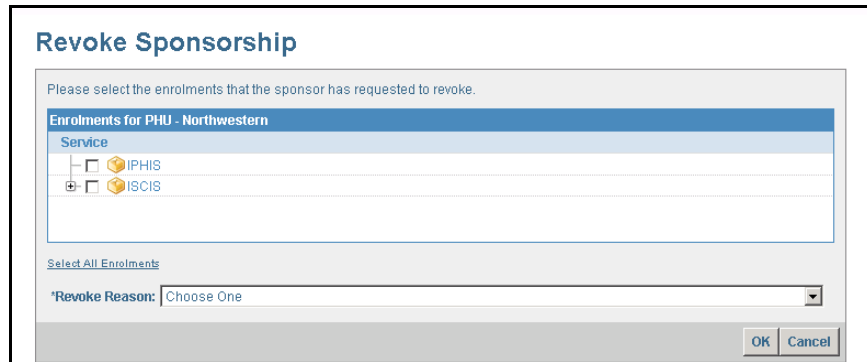 Revoke Sponsorship
Please select the enrolments that the sponsor has requested to revoke.
Enrolments for PHU - Northwestern
Service
IPHIS
ISCIS
Select All Enrolments
*Revoke Reason: Choose One
OK Cancel